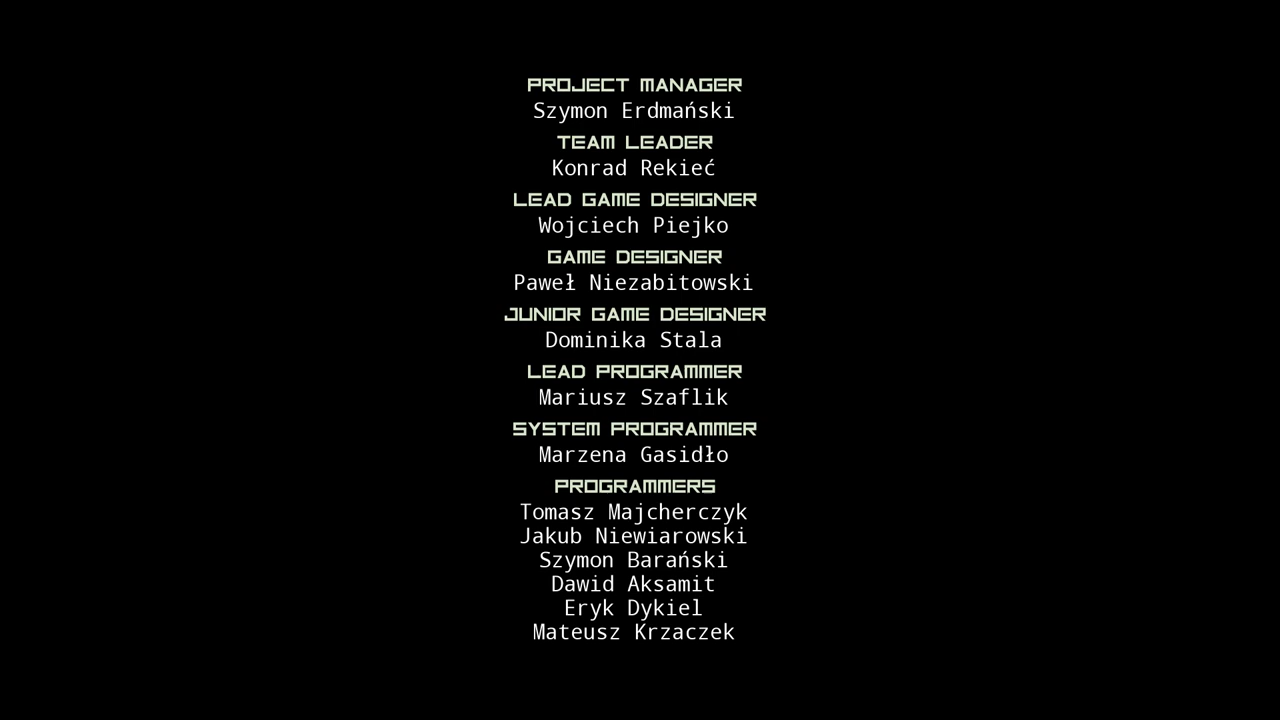 PROJECT MANAGER
Szymon Erdmański
TEAM LEADER
Konrad Rekieć
LEAD GAME DESIGNER
Wojciech Piejko
GAME DESIGNER
Paweł Niezabitowski
JUNIOR GAME DESIGNER
Dominika Stala
LEAD PROGRAMMER
Mariusz Szaflik
SYSTEM PROGRAMMER
Marzena Gasidło
PROGRAMMERS
Tomasz Majcherczyk
Jakub Niewiarowski
Szymon Barański
Dawid Aksamit
Eryk Dykiel
Mateusz Krzaczek